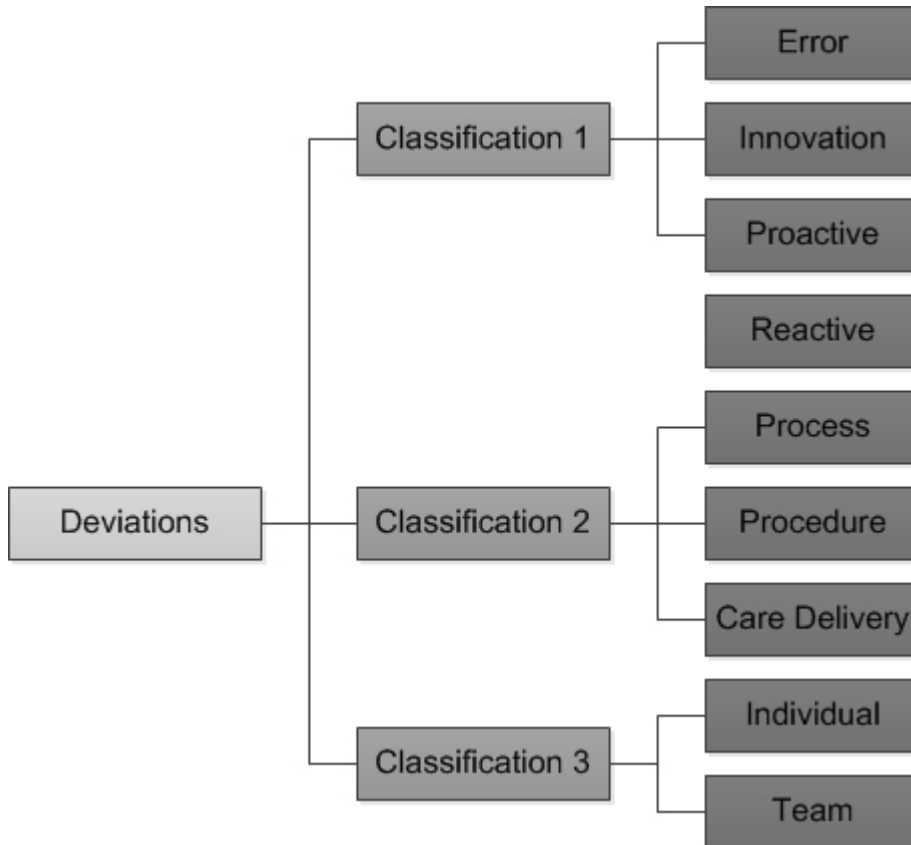 Deviations
Classification 1
Error
Innovation
Proactive
Reactive
Classification 2
Process
Procedure
Care Delivery
Classification 3
Individual
Team